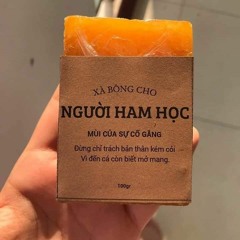 XÀ BÔNG CHO
NGƯỜI HAM HỌC
MÙI CỦA SỰ CỐ GẮNG
Đừng chỉ trách bản thân kém cỏi
Vì đến cá còn biết mở mang.
100gr